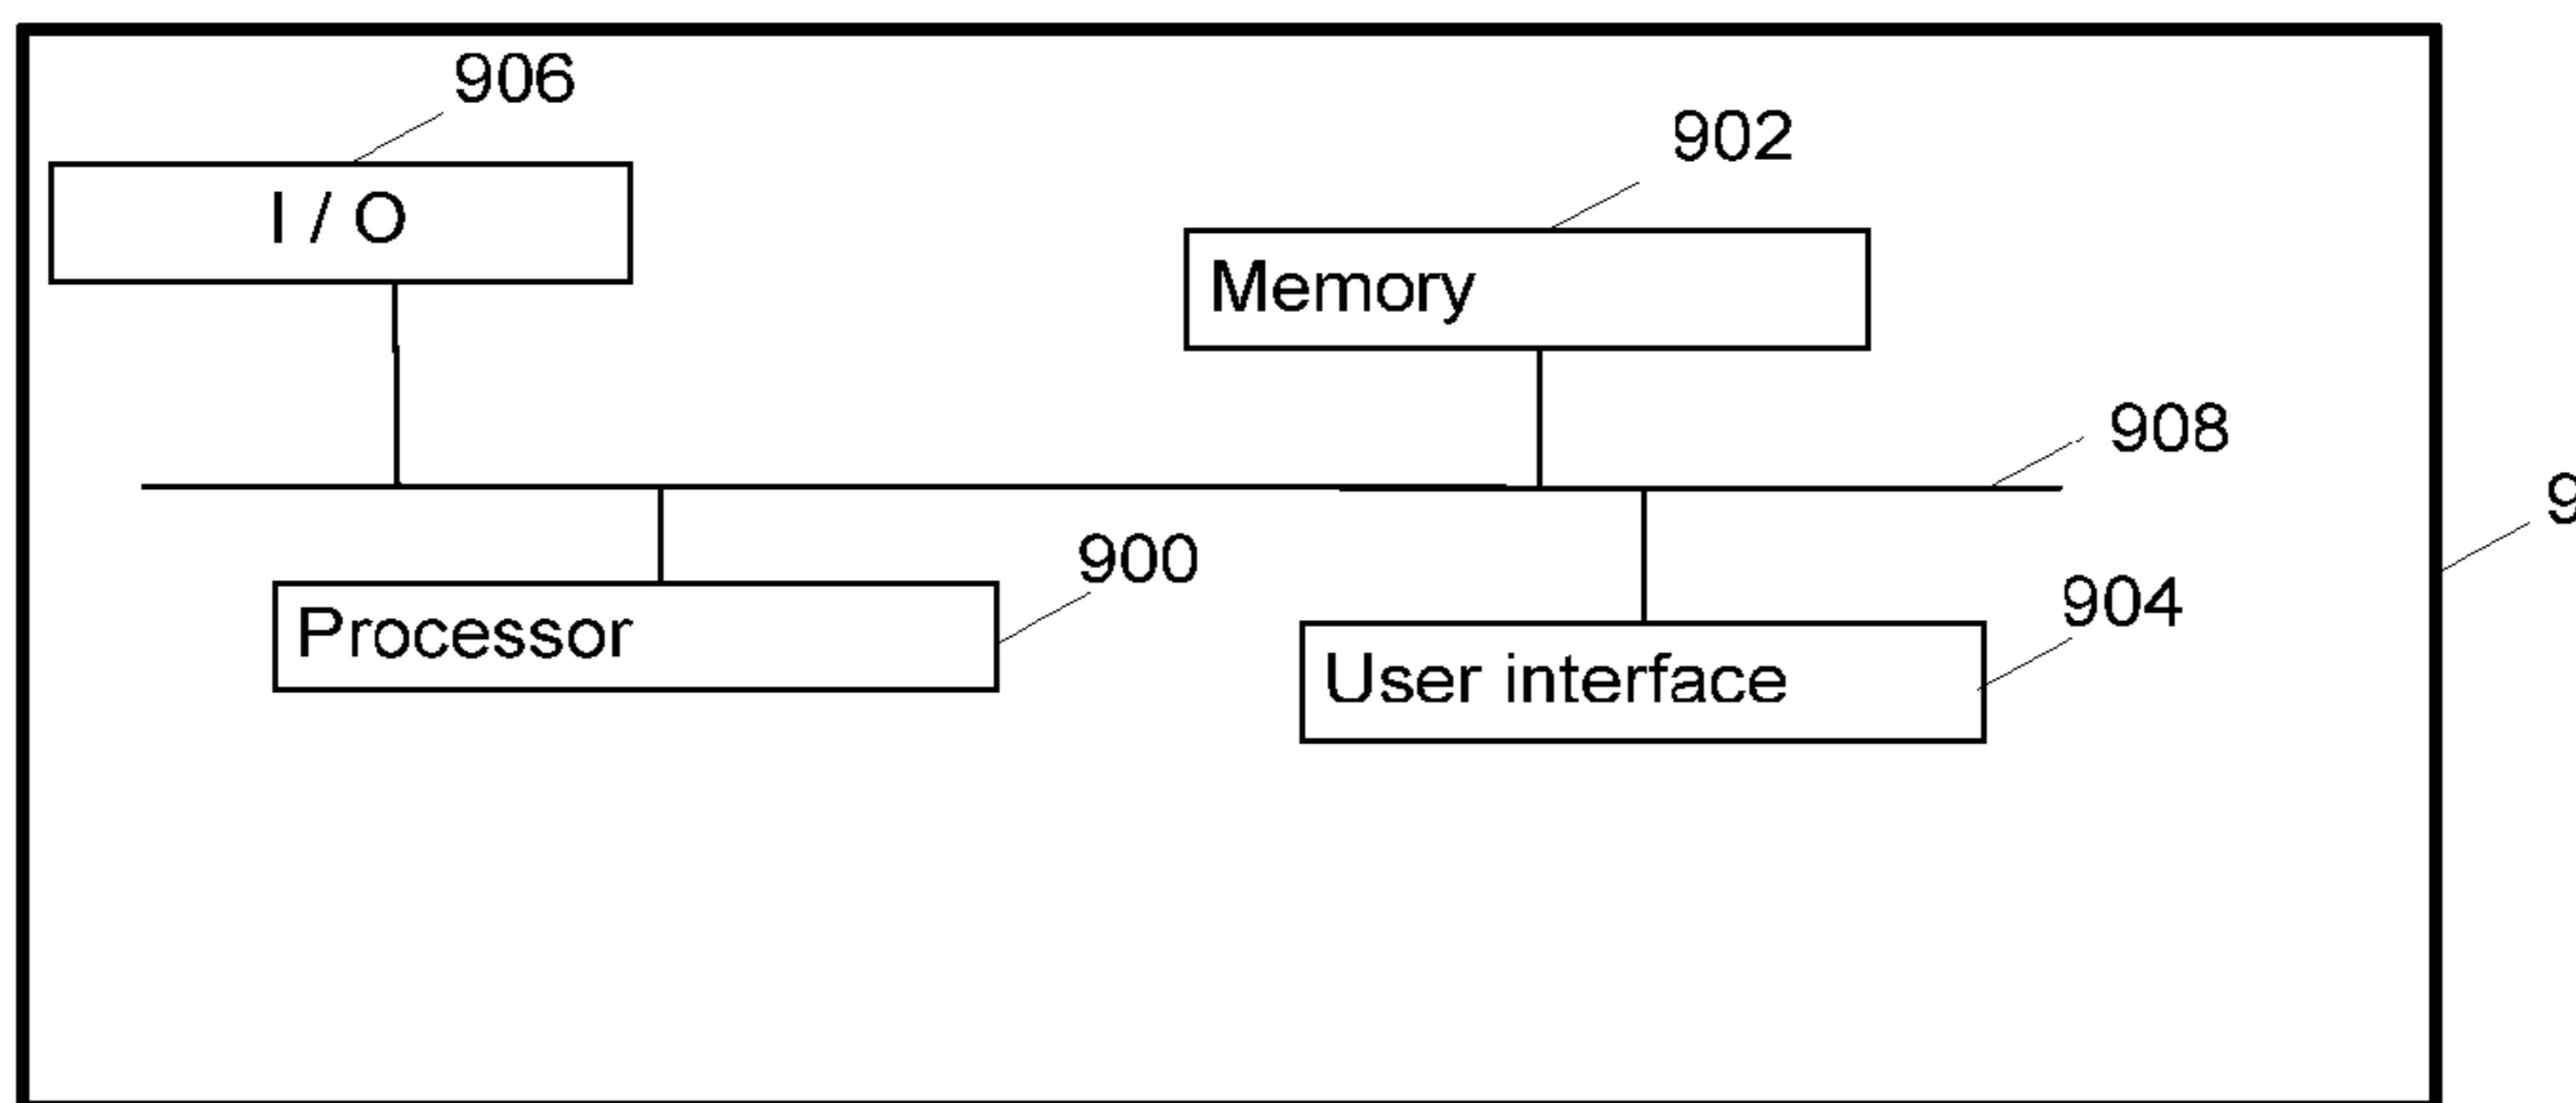 906
I / O
902
Memory
908
900
Processor
904
User interface